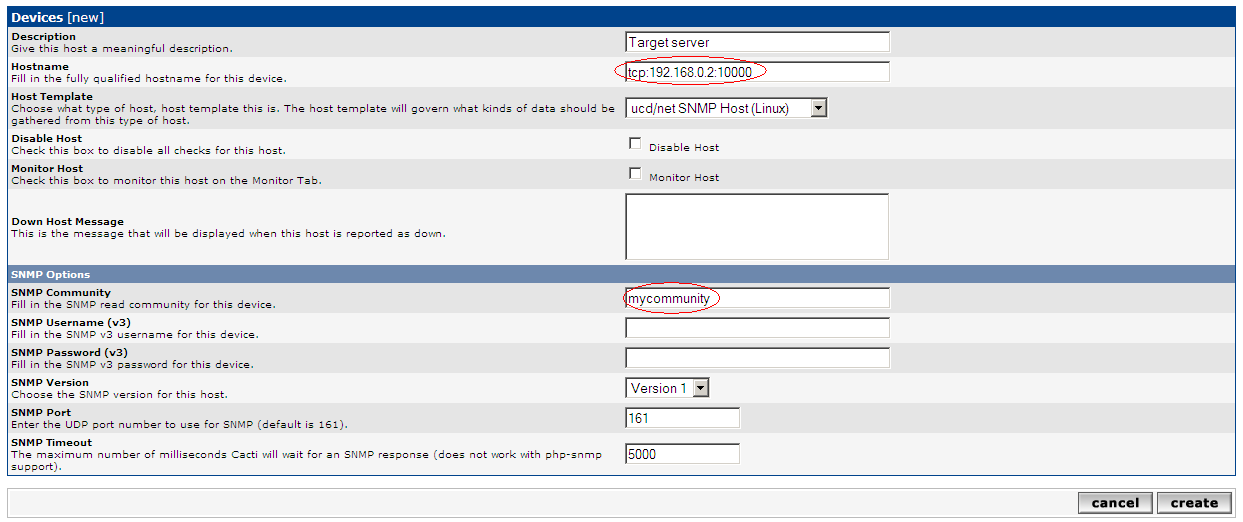 Devices [new]
Description
Give this host a meaningful description.
Target server
Hostname
Fill in the fully qualified hostname for this device.
tcp:192.168.0.2:10000
Host Template
Choose what type of host, host template this is. The host template will govern what kinds of data should be
gathered from this type of host.
ucd/net SNMP Host (Linux)
Disable Host
Check this box to disable all checks for this host.
Disable Host
Monitor Host
Check this box to monitor this host on the Monitor Tab.
Monitor Host
Down Host Message
This is the message that will be displayed when this host is reported as down.
SNMP Options
SNMP Community
Fill in the SNMP read community for this device.
mycommunity
SNMP Username (v3)
Fill in the SNMP v3 username for this device.
SNMP Password (v3)
Fill in the SNMP v3 password for this device.
SNMP Version
Choose the SNMP version for this host.
Version 1
SNMP Port
Enter the UDP port number to use for SNMP (default is 161).
161
SNMP Timeout
The maximum number of milliseconds Cacti will wait for an SNMP response (does not work with php-snmp
support).
5000
cancel
create